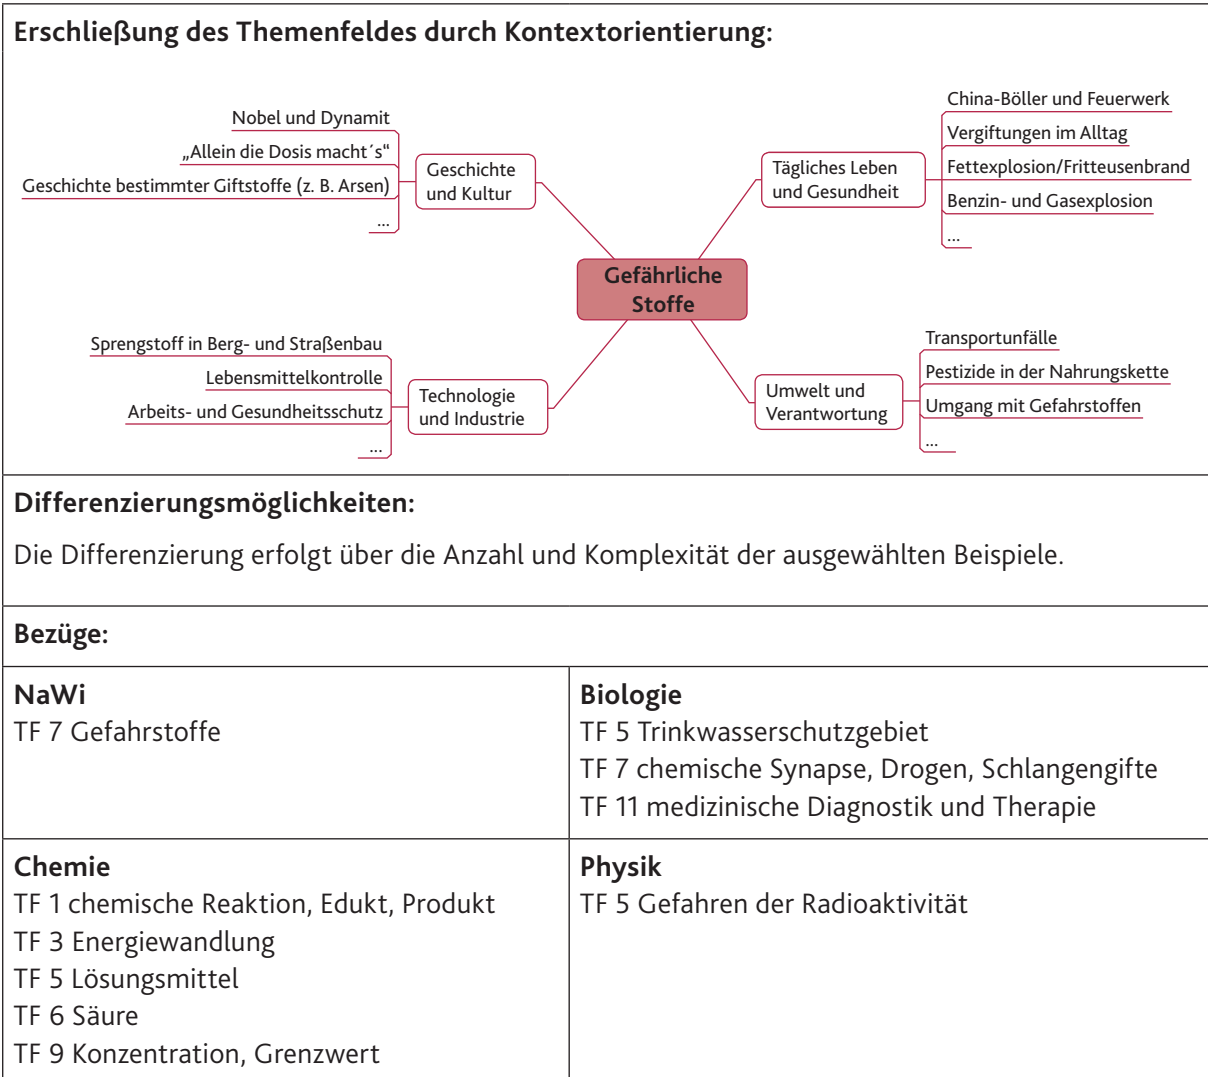 Erschließung des Themenfeldes durch Kontextorientierung:
Nobel und Dynamit
„Allein die Dosis macht´s“
Geschichte bestimmter Giftstoffe (z. B. Arsen)
...
Geschichte
und Kultur
Tägliches Leben
und Gesundheit
China-Böller und Feuerwerk
Vergiftungen im Alltag
Fettexplosion/Fritteusenbrand
Benzin- und Gasexplosion
...
Gefährliche
Stoffe
Sprengstoff in Berg- und Straßenbau
Lebensmittelkontrolle
Arbeits- und Gesundheitsschutz
...
Technologie
und Industrie
Umwelt und
Verantwortung
Transportunfälle
Pestizide in der Nahrungskette
Umgang mit Gefahrstoffen
...
Differenzierungsmöglichkeiten:
Die Differenzierung erfolgt über die Anzahl und Komplexität der ausgewählten Beispiele.
Bezüge:
NaWi
TF 7 Gefahrstoffe
Biologie
TF 5 Trinkwasserschutzgebiet
TF 7 chemische Synapse, Drogen, Schlangengifte
TF 11 medizinische Diagnostik und Therapie
Chemie
TF 1 chemische Reaktion, Edukt, Produkt
TF 3 Energiewandlung
TF 5 Lösungsmittel
TF 6 Säure
TF 9 Konzentration, Grenzwert
Physik
TF 5 Gefahren der Radioaktivität